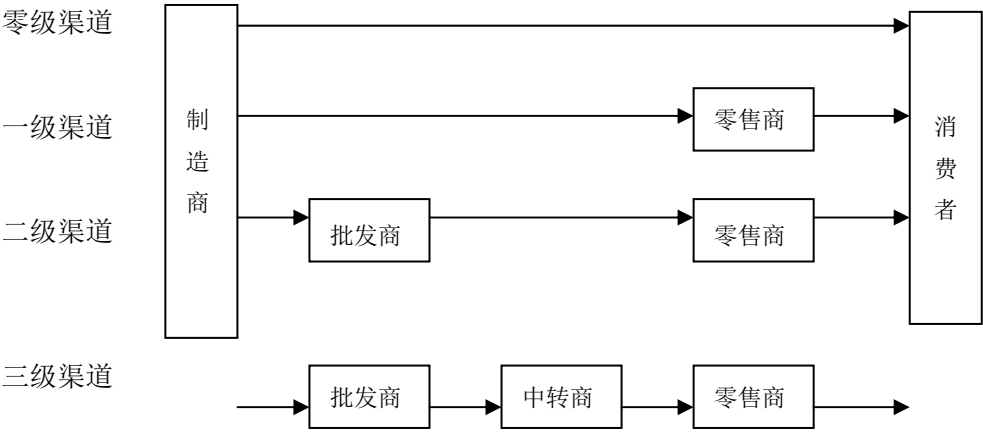 零级渠道
制造商
消费者
一级渠道
零售商
二级渠道
批发商
零售商
三级渠道
批发商
中转商
零售商